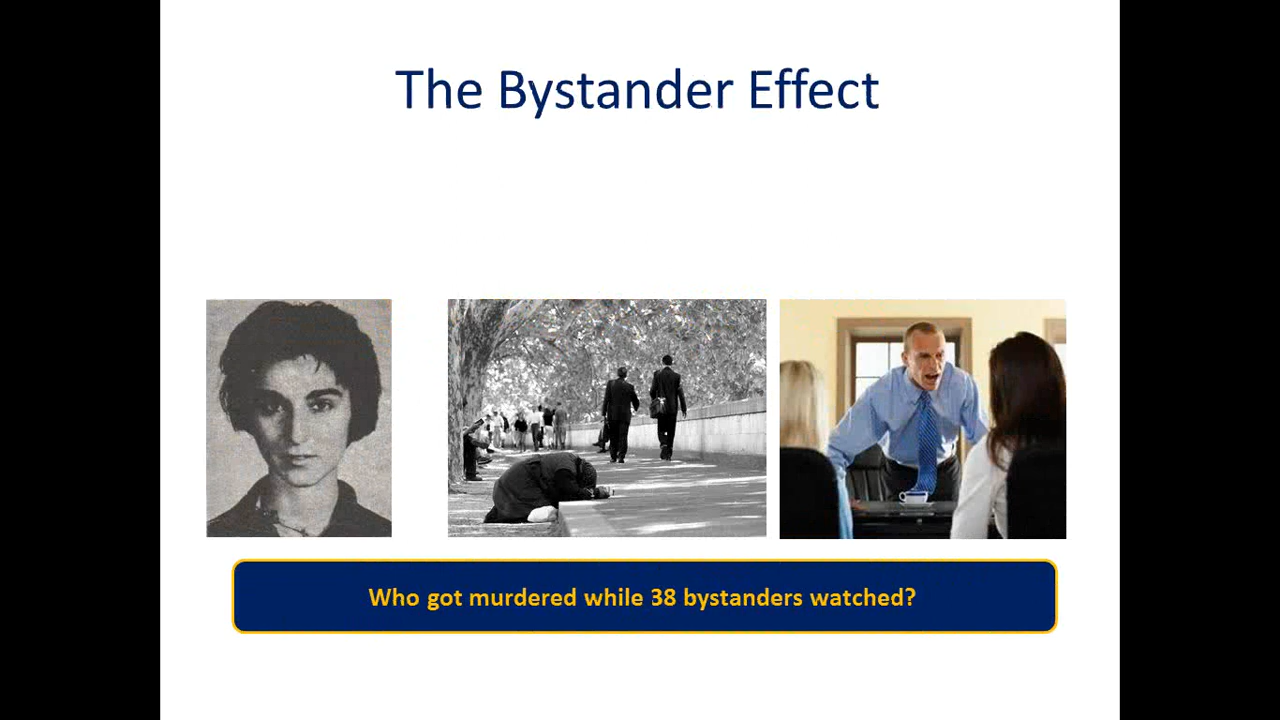 The Bystander Effect
Who got murdered while 38 bystanders watched?